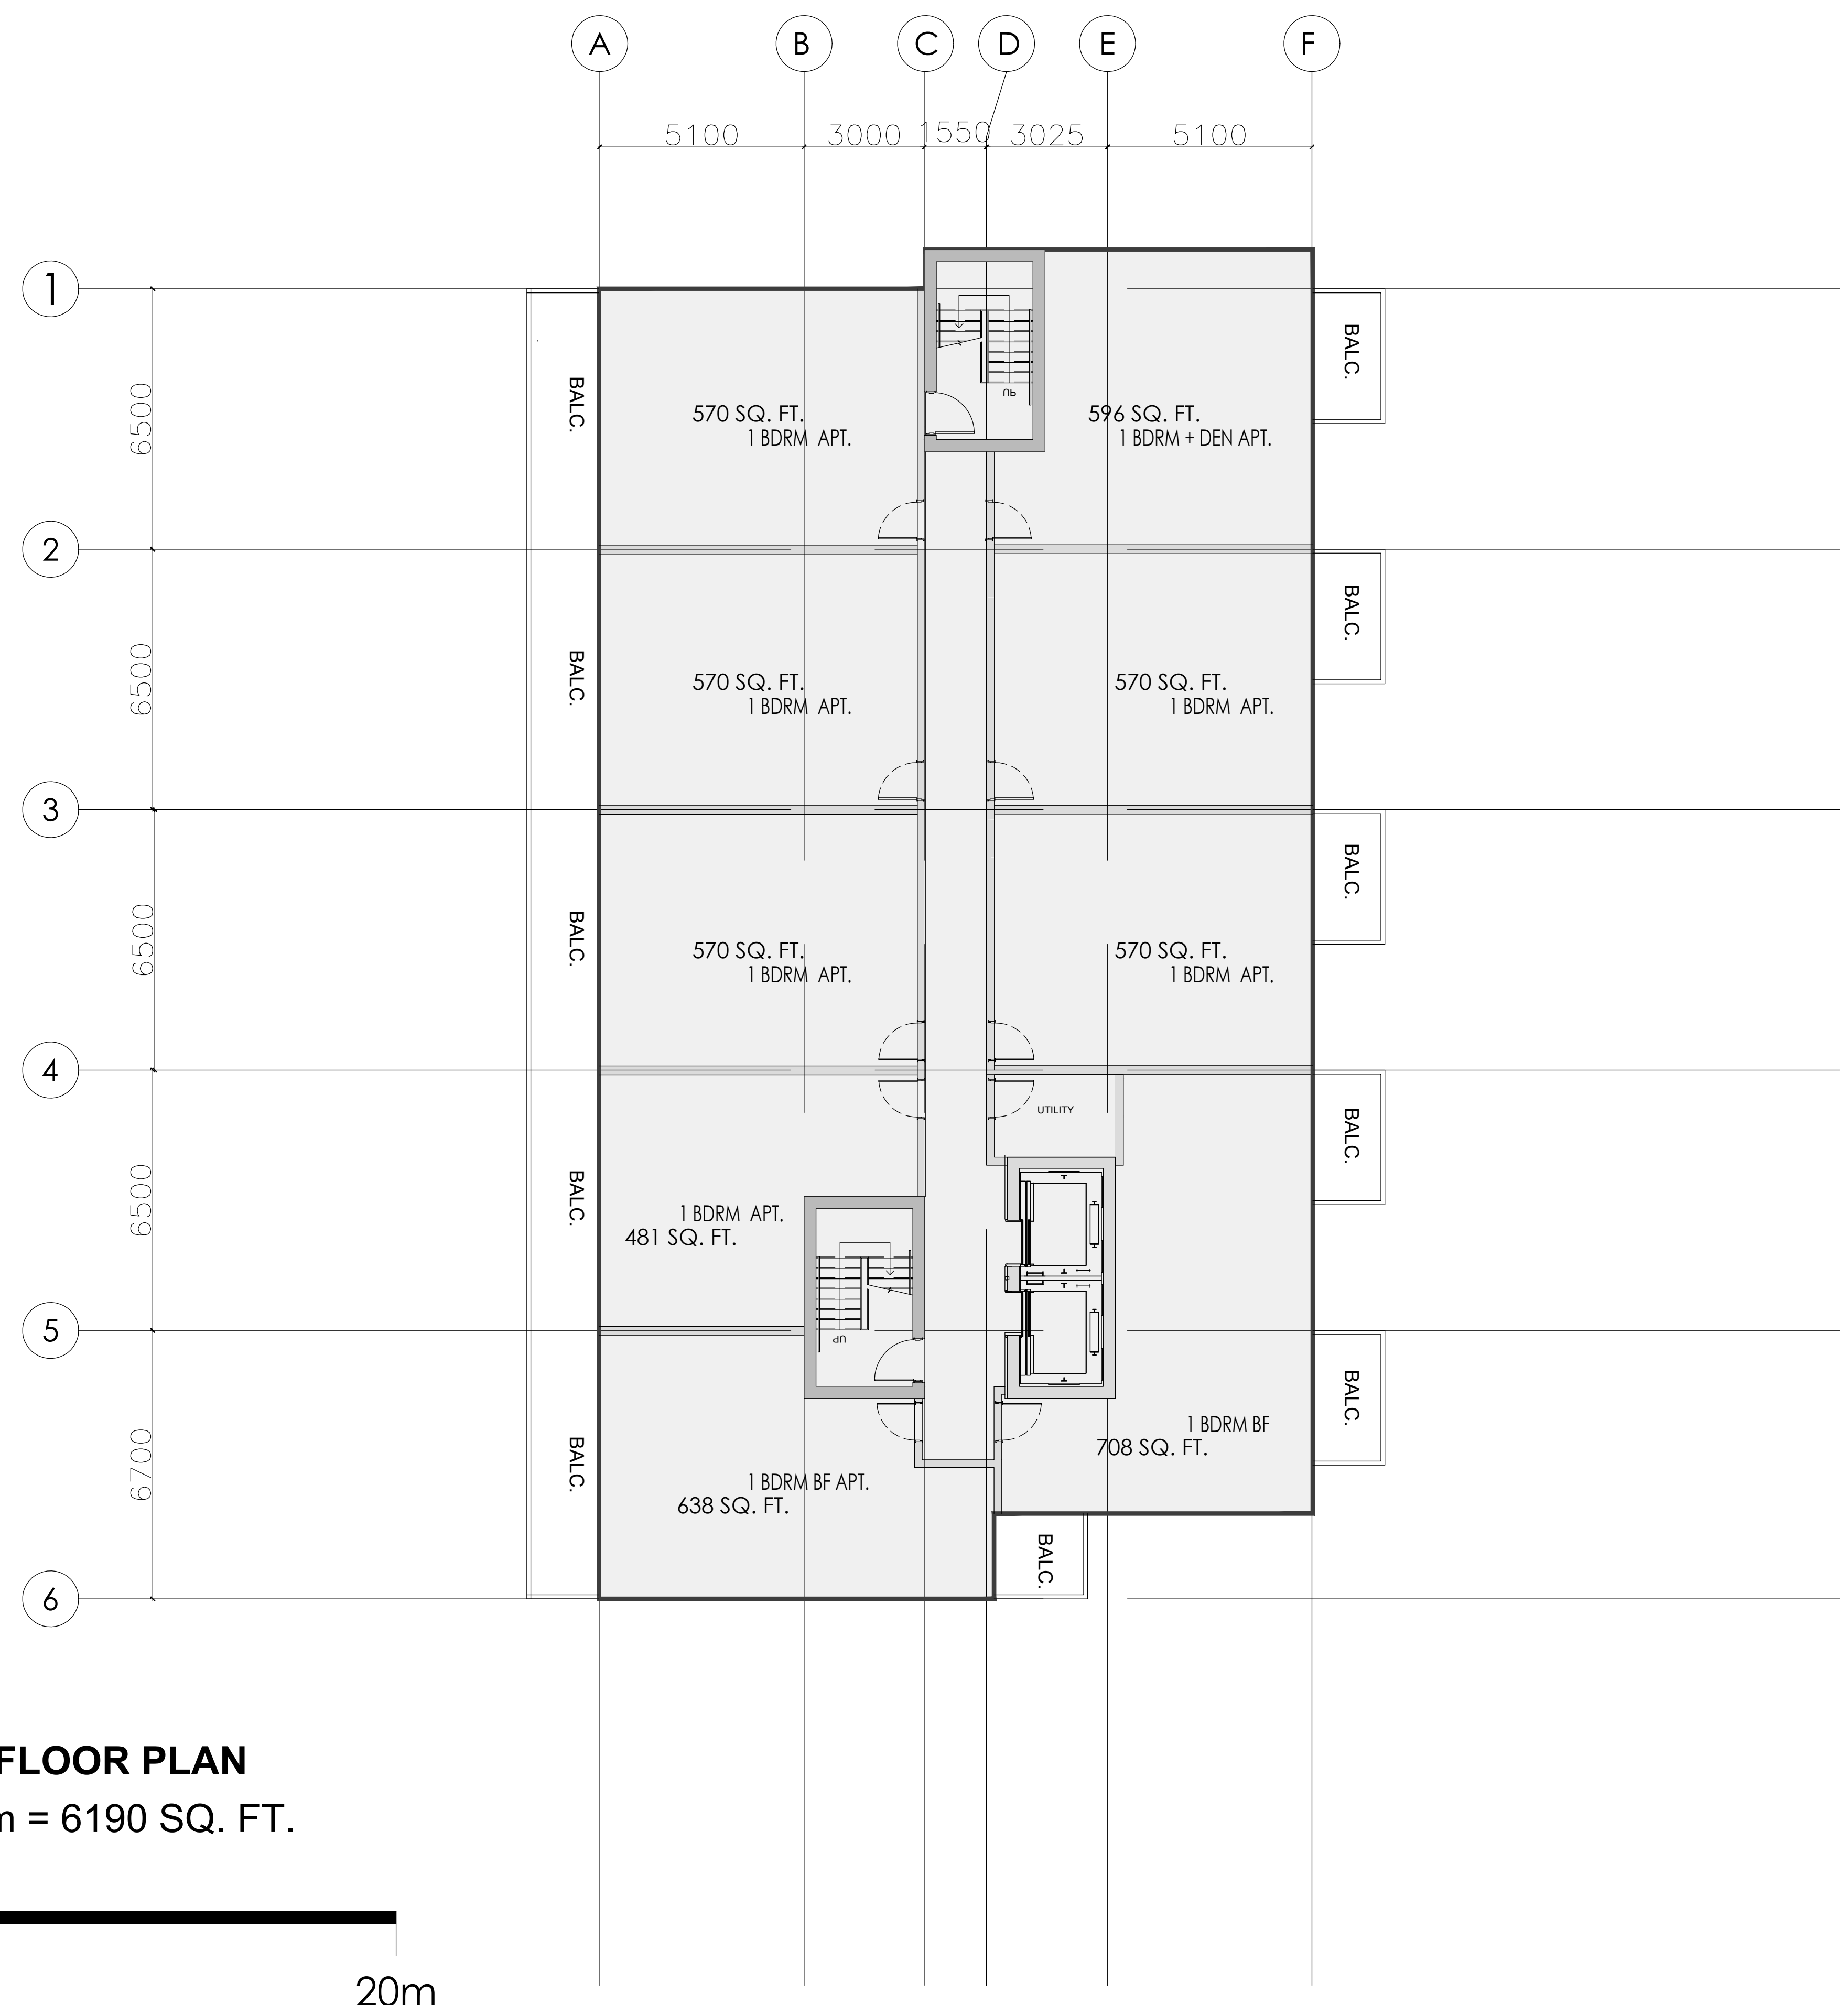 A B C D E F
5100 3000 1550 3025 5100
1
BALC.
6500
BALC.
570 SQ. FT.
1 BDRM APT.
UP
596 SQ. FT.
1 BDRM + DEN APT.
2
BALC.
6500
BALC.
570 SQ. FT.
1 BDRM APT.
570 SQ. FT.
1 BDRM APT.
3
BALC.
6500
BALC.
570 SQ. FT.
1 BDRM APT.
570 SQ. FT.
1 BDRM APT.
4
UTILITY
BALC.
6500
BALC.
1 BDRM APT.
481 SQ. FT.
5
UP
BALC.
6700
BALC.
1 BDRM BF
708 SQ. FT.
1 BDRM BF APT.
638 SQ. FT.
BALC.
6
FLOOR PLAN
m = 6190 SQ. FT.
20m